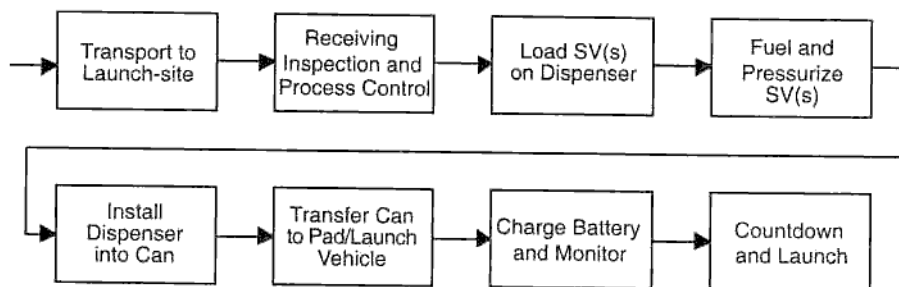 Transport to
Launch-site
Receiving
Inspection and
Process Control
Load SV(s)
on Dispenser
Fuel and
Pressurize
SV(s)
Install
Dispenser
into Can
Transfer Can
to Pad/Launch
Vehicle
Charge Battery
and Monitor
Countdown
and Launch